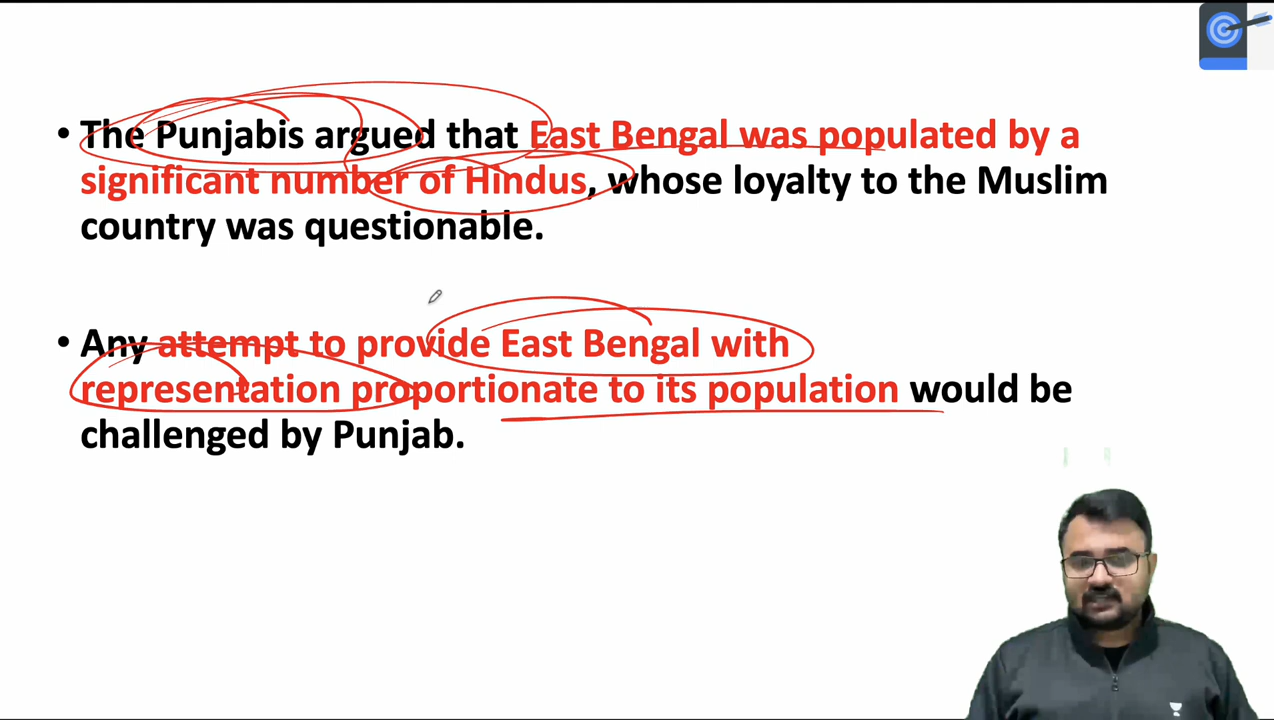 • The Punjabis argued that East Bengal was populated by a
significant number of Hindus, whose loyalty to the Muslim
country was questionable.
• Any attempt to provide East Bengal with
representation proportionate to its population would be
challenged by Punjab.